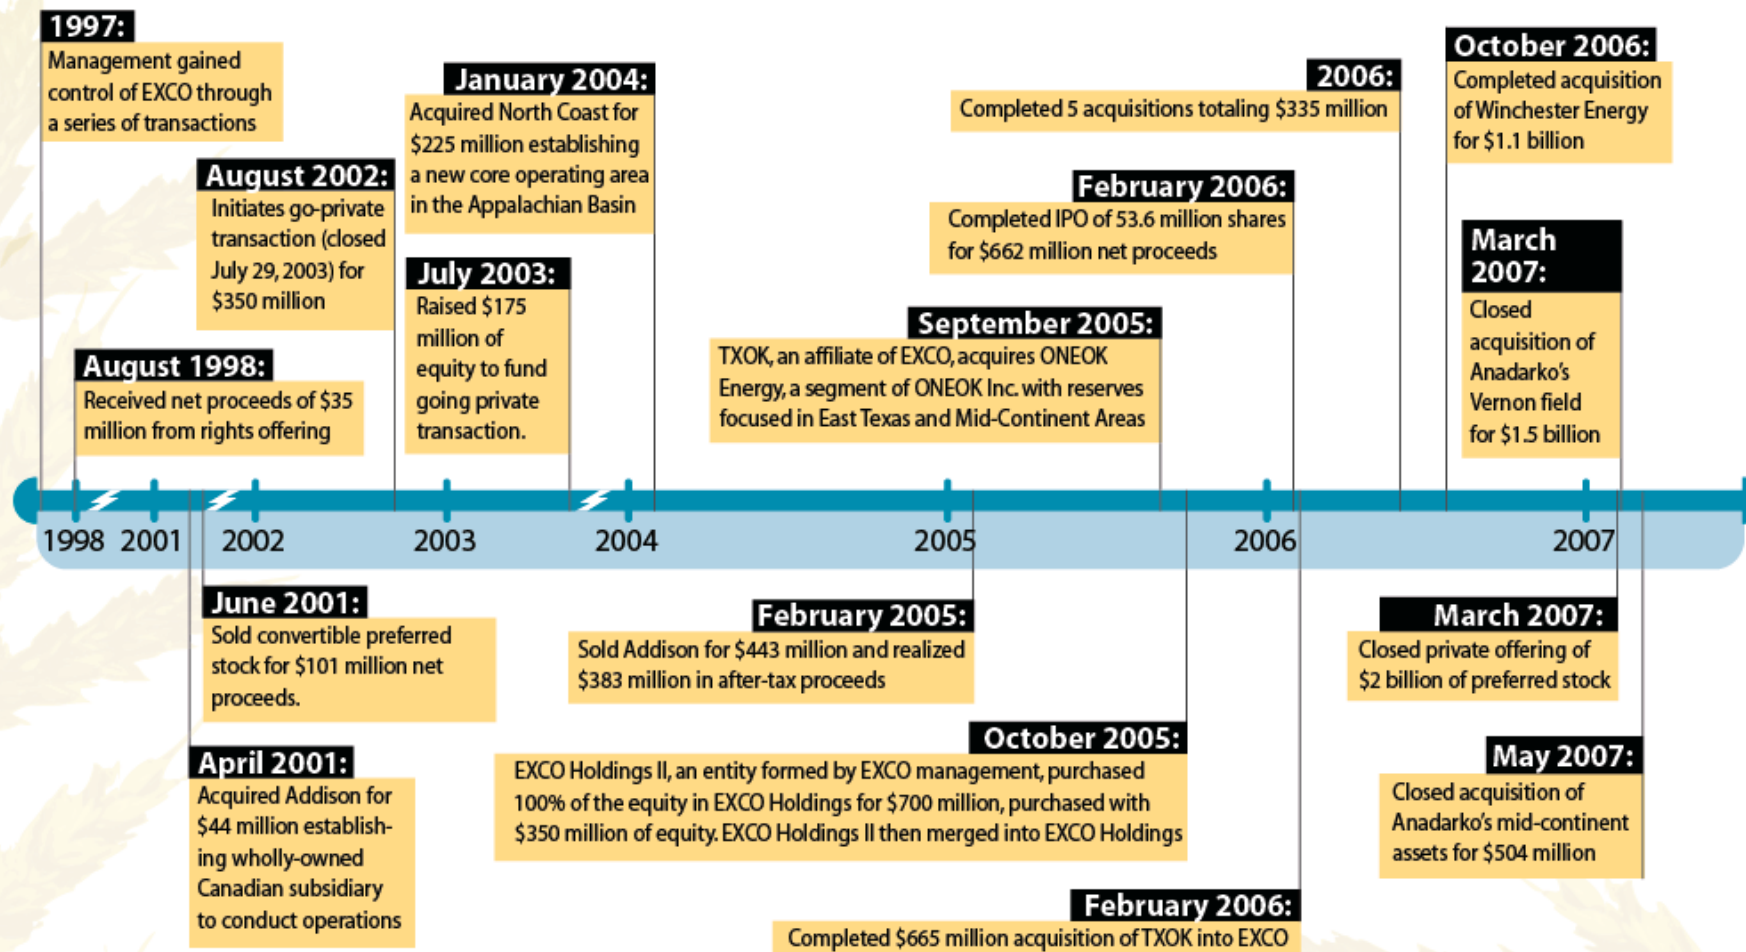 1997:
Management gained
control of EXCO through
a series of transactions
August 2002:
Initiates go-private
transaction (closed
July 29, 2003) for
$350 million
August 1998:
Received net proceeds of $35
million from rights offering
January 2004:
Acquired North Coast for
$225 million establishing
a new core operating area
in the Appalachian Basin
July 2003:
Raised $175
million of
equity to fund
going private
transaction.
2006:
Completed 5 acquisitions totaling $335 million
February 2006:
Completed IPO of 53.6 million shares
for $662 million net proceeds
September 2005:
TXOK, an affiliate of EXCO, acquires ONEOK
Energy, a segment of ONEOK Inc. with reserves
focused in East Texas and Mid-Continent Areas
October 2006:
Completed acquisition
of Winchester Energy
for $1.1 billion
March
2007:
Closed
acquisition of
Anadarko's
Vernon field
for $1.5 billion
1998 2001 2002 2003 2004 2005 2006 2007
June 2001:
Sold convertible preferred
stock for $101 million net
proceeds.
April 2001:
Acquired Addison for
$44 million establish-
ing wholly-owned
Canadian subsidiary
to conduct operations
February 2005:
Sold Addison for $443 million and realized
$383 million in after-tax proceeds
October 2005:
EXCO Holdings II, an entity formed by EXCO management, purchased
100% of the equity in EXCO Holdings for $700 million, purchased with
$350 million of equity. EXCO Holdings II then merged into EXCO Holdings
February 2006:
Completed $665 million acquisition of TXOK into EXCO
March 2007:
Closed private offering of
$2 billion of preferred stock
May 2007:
Closed acquisition of
Anadarko's mid-continent
assets for $504 million